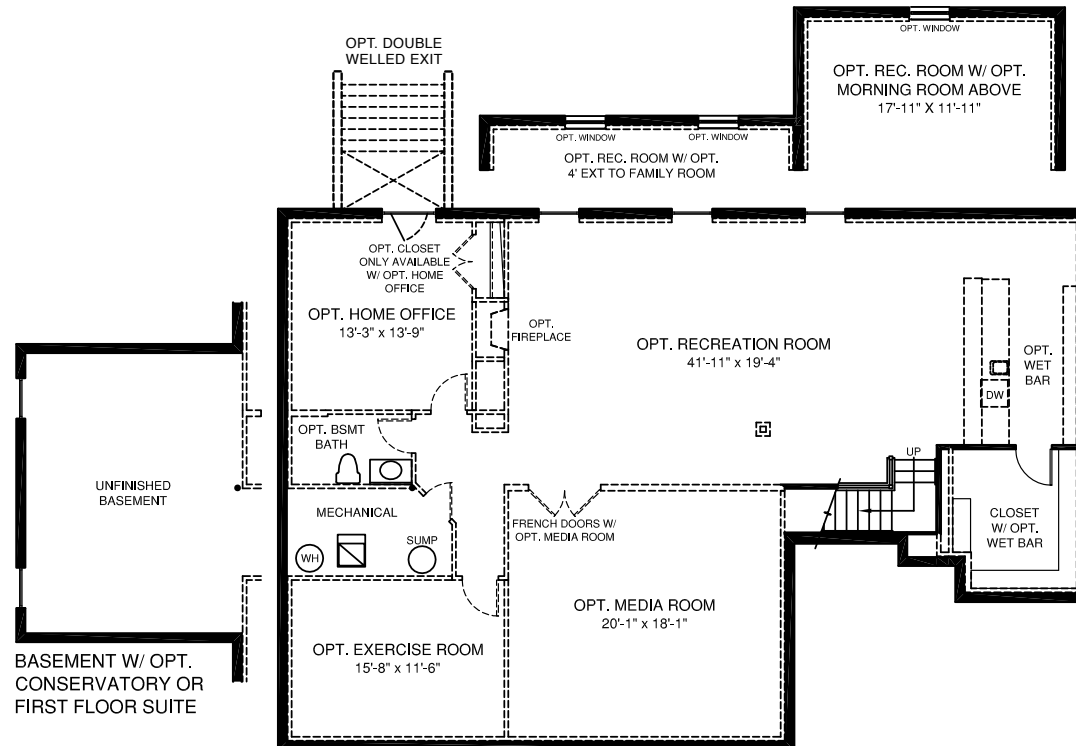 OPT. DOUBLE
WELLED EXIT
OPT. WINDOW
OPT. REC. ROOM W/ OPT.
MORNING ROOM ABOVE
17'-11" X 11'-11"
OPT. WINDOW
OPT. WINDOW
OPT. REC. ROOM W/ OPT.
4' EXT TO FAMILY ROOM
OPT. CLOSET
ONLY AVAILABLE
W/ OPT. HOME
OFFICE
OPT. HOME OFFICE
13'-3" x 13'-9"
OPT.
FIREPLACE
OPT. RECREATION ROOM
41'-11" x 19'-4"
OPT.
WET
BAR
DW
OPT. BSMT
BATH
UP
UNFINISHED
BASEMENT
MECHANICAL
WH
SUMP
FRENCH DOORS W/
OPT. MEDIA ROOM
CLOSET
W/ OPT.
WET BAR
OPT. MEDIA ROOM
20'-1" x 18'-1"
OPT. EXERCISE ROOM
15'-8" x 11'-6"
BASEMENT W/ OPT.
CONSERVATORY OR
FIRST FLOOR SUITE